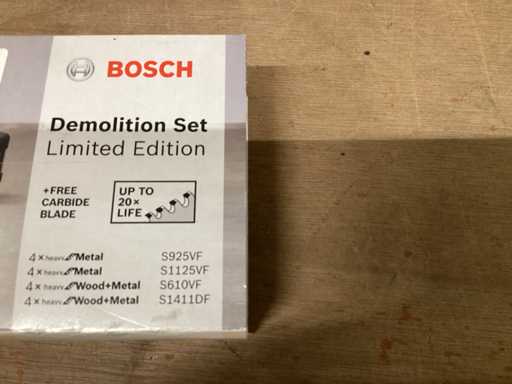 BOSCH
Demolition Set
Limited Edition
+FREE
CARBIDE
BLADE
UP TO
20×
LIFE
4× heavy Metal S925VF
4× heavy Metal S1125VF
4× heavy Wood+Metal S610VF
4× heavy Wood+Metal S1411DF